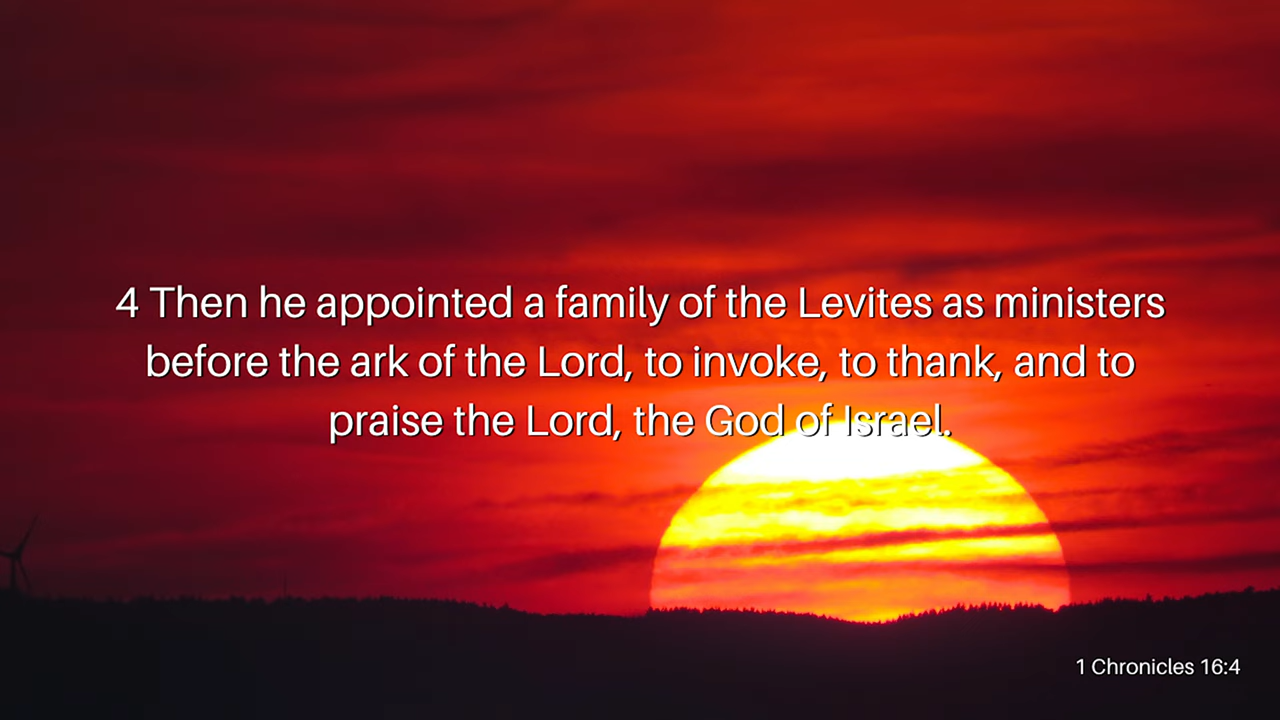 4 Then he appointed a family of the Levites as ministers
before the ark of the Lord, to invoke, to thank, and to
praise the Lord, the God of Israel.
1 Chronicles 16:4